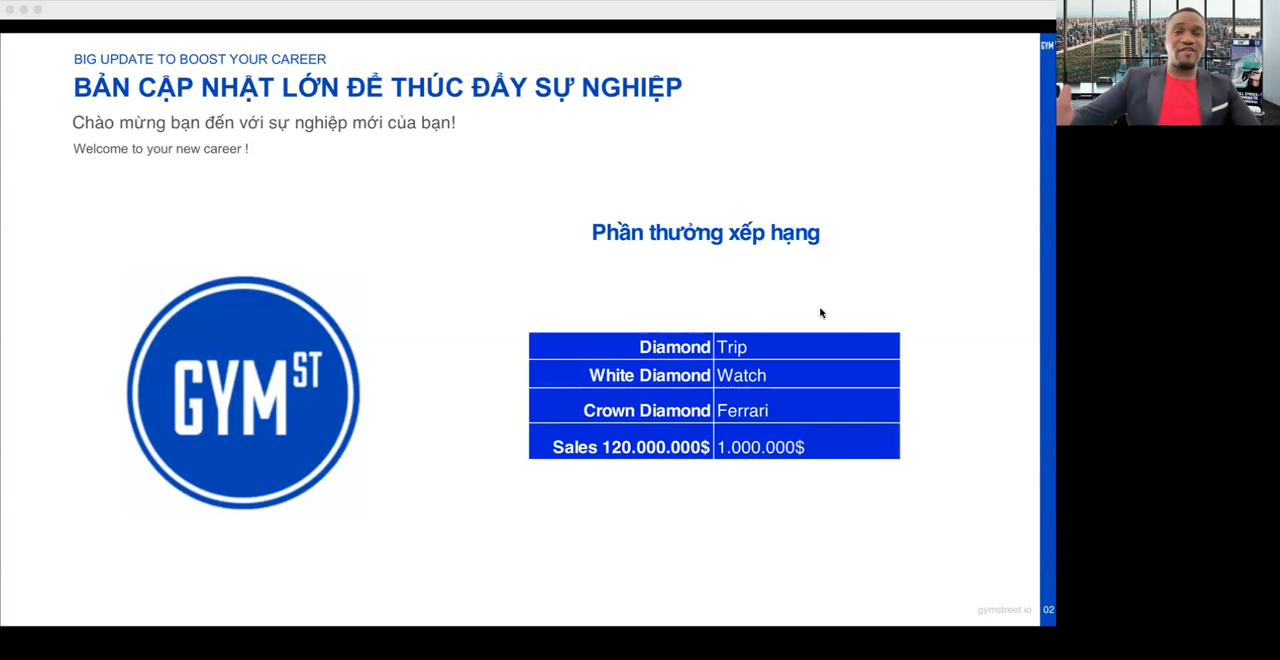 BIG UPDATE TO BOOST YOUR CAREER
BẢN CẬP NHẬT LỚN ĐỂ THÚC ĐẨY SỰ NGHIỆP
Chào mừng bạn đến với sự nghiệp mới của bạn!
Welcome to your new career !
GYM
Phần thưởng xếp hạng
GYM ST
Diamond Trip
White Diamond Watch
Crown Diamond Ferrari
Sales 120.000.000$ 1.000.000$
gymstreet.io 02